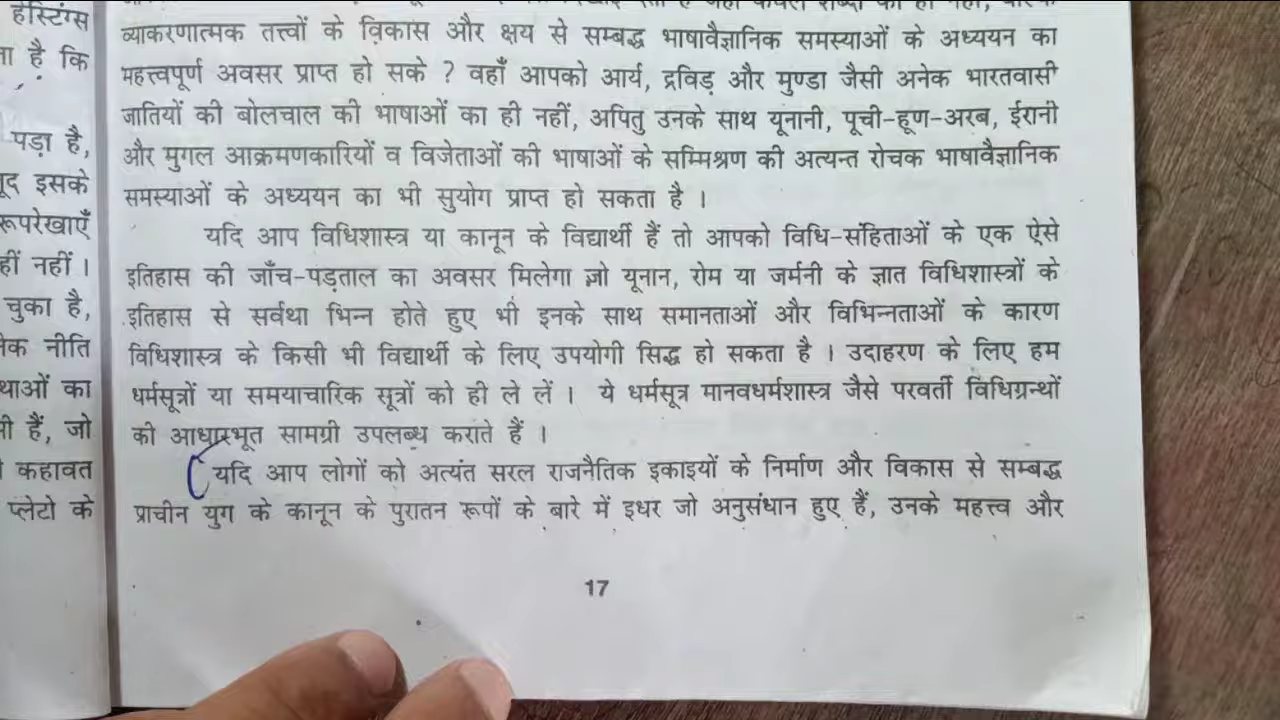 हेस्टिंग्स
ता है कि
पड़ा है,
इसके
रूपरेखाएँ
हीं नहीं ।
चुका है,
नीति
थाओं का
हैं, जो
कहावत
प्लेटो के
व्याकरणात्मक तत्त्वों के विकास और क्षय से सम्बद्ध भाषावैज्ञानिक समस्याओं के अध्ययन का
महत्त्वपूर्ण अवसर प्राप्त हो सके ? वहाँ आपको आर्य, द्रविड़ और मुण्डा जैसी अनेक भारतवासी
जातियों की बोलचाल की भाषाओं का ही नहीं, अपितु उनके साथ यूनानी, पूची-हूण-अरब, ईरानी
और मुगल आक्रमणकारियों व विजेताओं की भाषाओं के सम्मिश्रण की अत्यन्त रोचक भाषावैज्ञानिक
समस्याओं के अध्ययन का भी सुयोग प्राप्त हो सकता है ।
यदि आप विधिशास्त्र या कानून के विद्यार्थी हैं तो आपको विधि-संहिताओं के एक ऐसे
इतिहास की जाँच-पड़ताल का अवसर मिलेगा जो यूनान, रोम या जर्मनी के ज्ञात विधिशास्त्रों के
इतिहास से सर्वथा भिन्न होते हुए भी इनके साथ समानताओं और विभिन्नताओं के कारण
विधिशास्त्र के किसी भी विद्यार्थी के लिए उपयोगी सिद्ध हो सकता है । उदाहरण के लिए हम
धर्मसूत्रों या समयाचारिक सूत्रों को ही ले लें । ये धर्मसूत्र मानवधर्मशास्त्र जैसे परवर्ती विधिग्रन्थों
की आधारभूत सामग्री उपलब्ध कराते हैं ।
यदि आप लोगों को अत्यंत सरल राजनैतिक इकाइयों के निर्माण और विकास से सम्बद्ध
प्राचीन युग के कानून के पुरातन रूपों के बारे में इधर जो अनुसंधान हुए हैं, उनके महत्त्व और
17